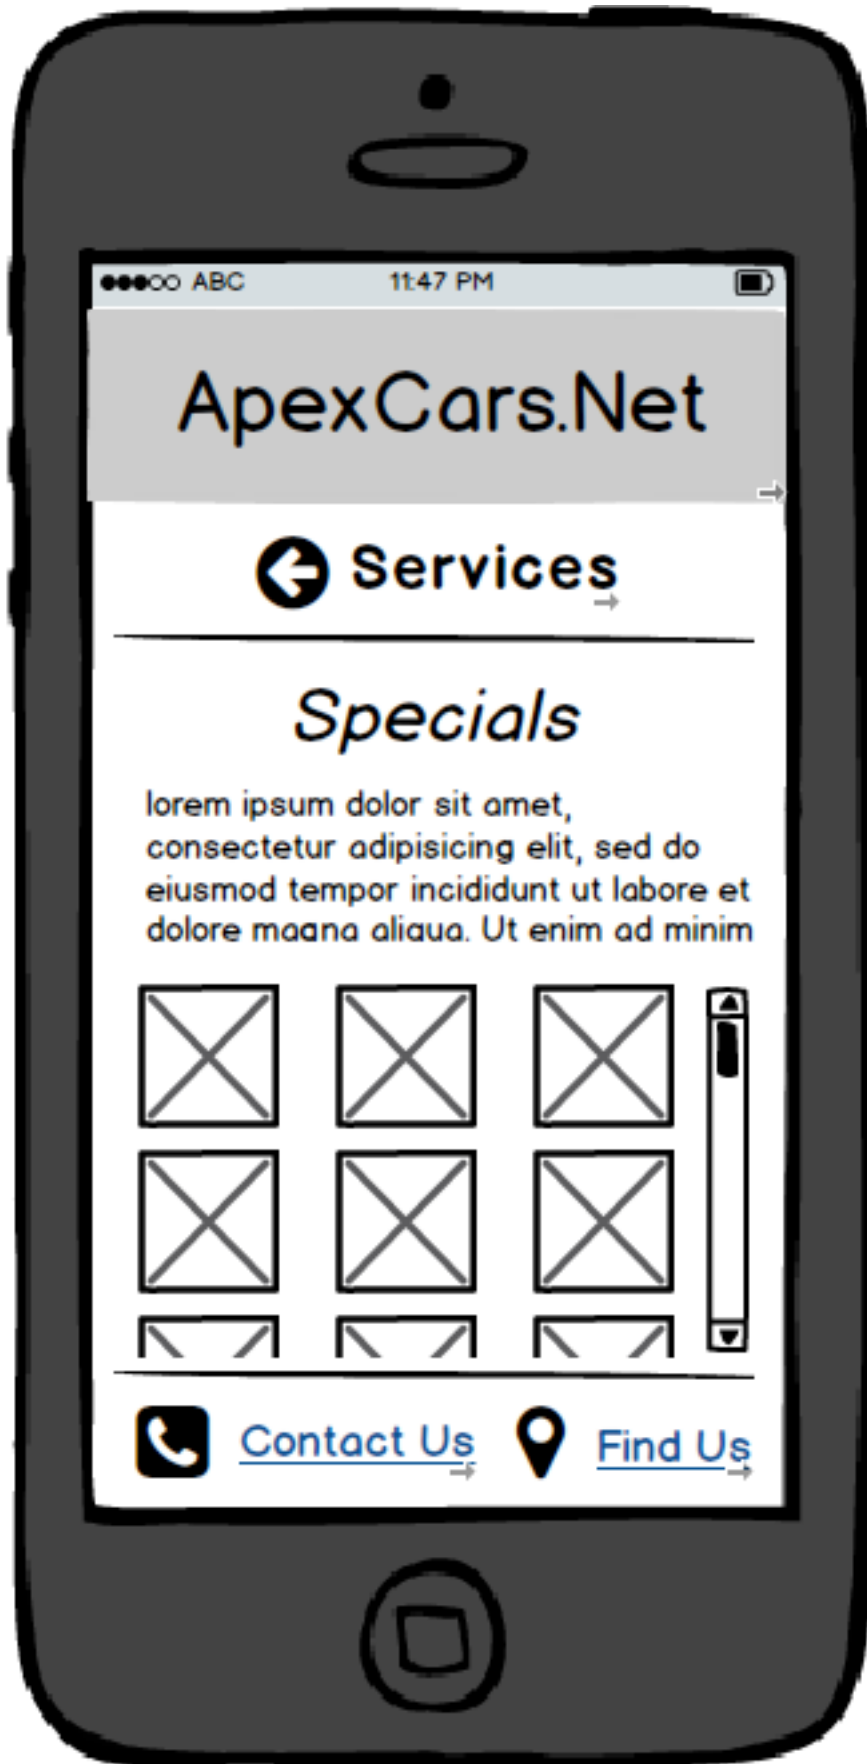 ABC 11:47 PM
ApexCars.Net
Services
Specials
lorem ipsum dolor sit amet,
consectetur adipisicing elit, sed do
eiusmod tempor incididunt ut labore et
dolore magna aliqua. Ut enim ad minim
Contact Us Find Us